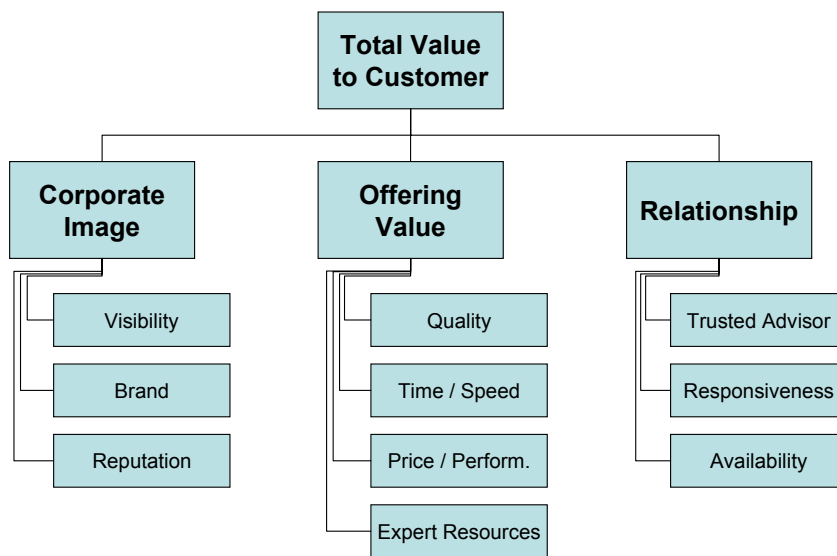 Total Value
to Customer
Corporate
Image
Offering
Value
Relationship
Visibility
Quality
Trusted Advisor
Brand
Time / Speed
Responsiveness
Reputation
Price / Perform.
Availability
Expert Resources